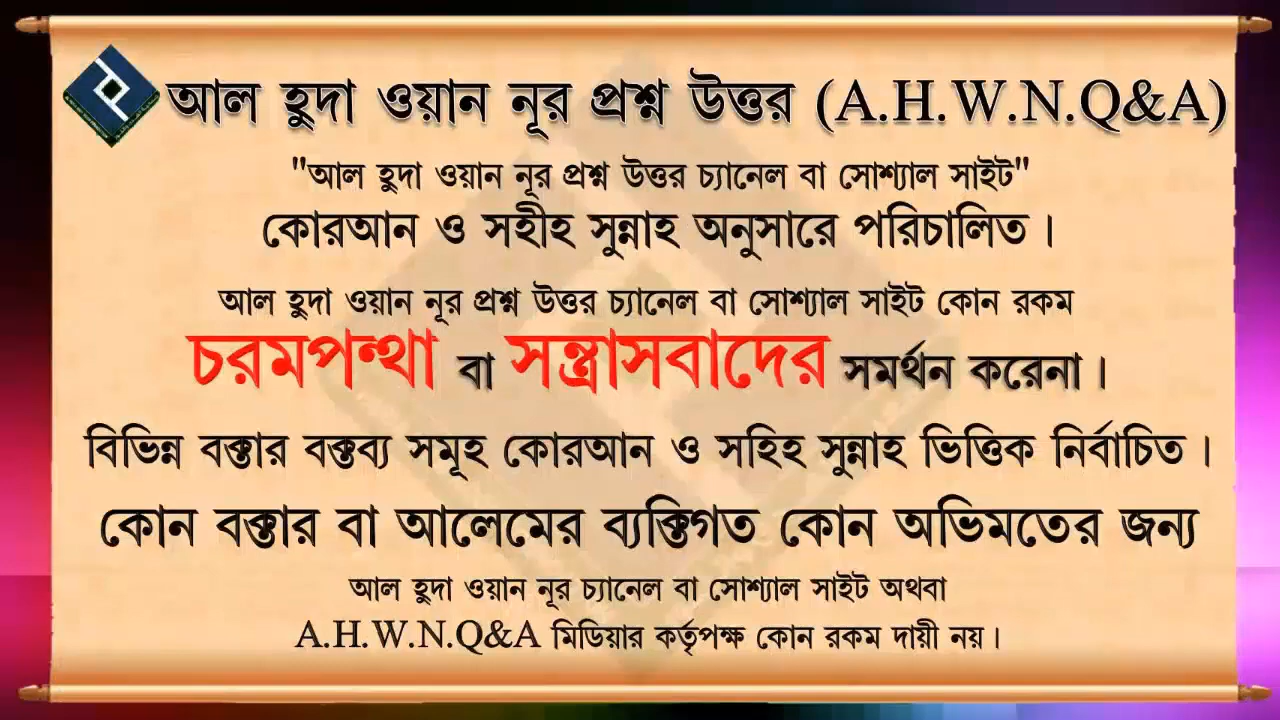 আল হুদা ওয়ান নূর প্রশ্ন উত্তর (A.H.W.N.Q&A)
"আল হুদা ওয়ান নূর প্রশ্ন উত্তর চ্যানেল বা সোশ্যাল সাইট"
কোরআন ও সহীহ সুন্নাহ অনুসারে পরিচালিত।
আল হুদা ওয়ান নূর প্রশ্ন উত্তর চ্যানেল বা সোশ্যাল সাইট কোন রকম
চরমপন্থা বা সন্ত্রাসবাদের সমর্থন করেনা।
বিভিন্ন বক্তার বক্তব্য সমূহ কোরআন ও সহিহ সুন্নাহ ভিত্তিক নির্বাচিত।
কোন বক্তার বা আলেমের ব্যক্তিগত কোন অভিমতের জন্য
আল হুদা ওয়ান নূর চ্যানেল বা সোশ্যাল সাইট অথবা
A.H.W.N.Q&A মিডিয়ার কর্তৃপক্ষ কোন রকম দায়ী নয়।